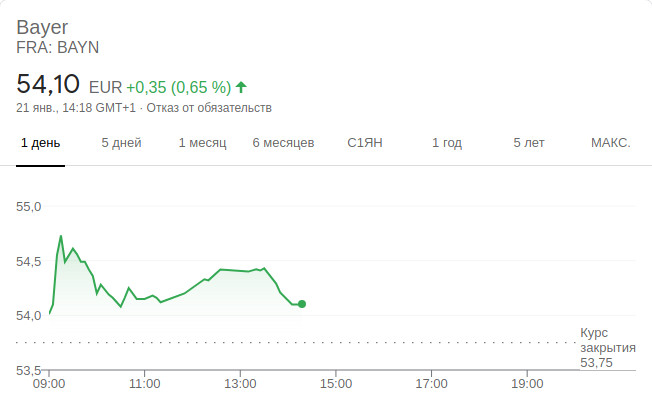 Bayer
FRA: BAYN
54,10 EUR +0,35 (0,65 %)
21 янв., 14:18 GMT+1 · Отказ от обязательств
1 день 5 дней 1 месяц 6 месяцев С1ЯН 1 год 5 лет МАКС.
55,0
54,5
54,0
Курс
закрытия
53,75
53,5
09:00 11:00 13:00 15:00 17:00 19:00